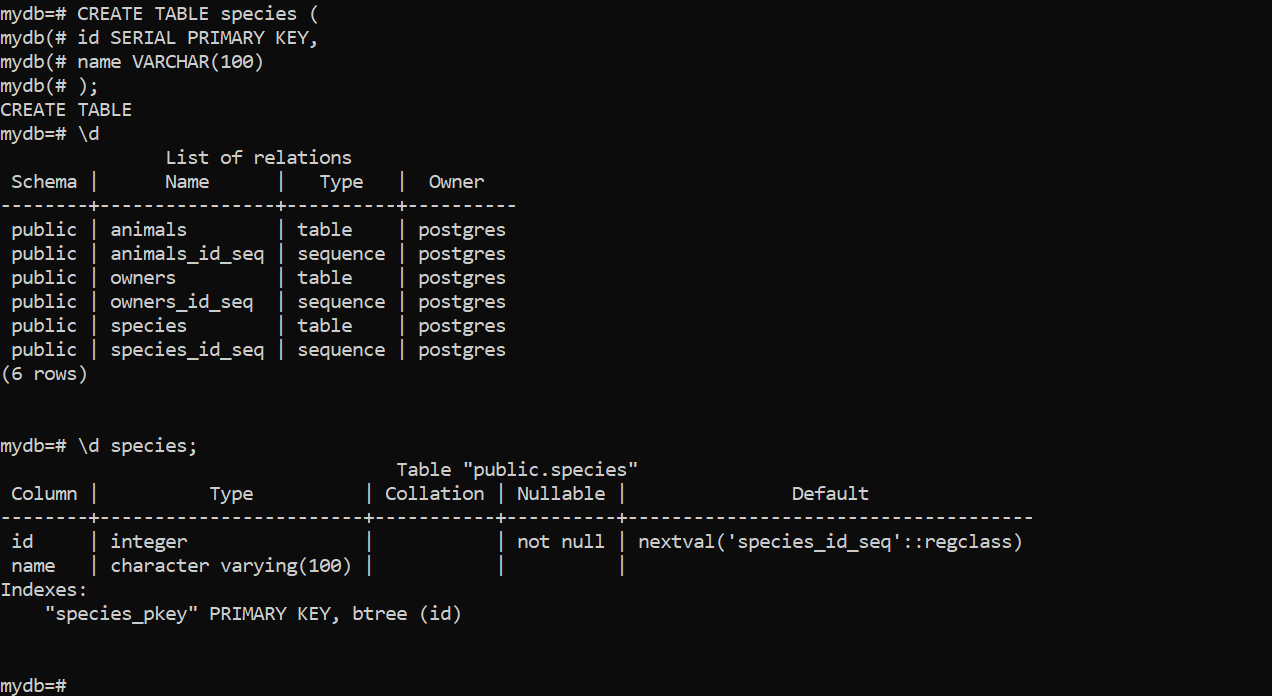 mydb=# CREATE TABLE species (
mydb(# id SERIAL PRIMARY KEY,
mydb(# name VARCHAR(100)
mydb(# );
CREATE TABLE
mydb=# \d
               List of relations
 Schema |      Name      |   Type   |  Owner
--------+----------------+----------+----------
 public | animals        | table    | postgres
 public | animals_id_seq | sequence | postgres
 public | owners         | table    | postgres
 public | owners_id_seq  | sequence | postgres
 public | species        | table    | postgres
 public | species_id_seq | sequence | postgres
(6 rows)
mydb=# \d species;
                                    Table "public.species"
 Column |          Type          | Collation | Nullable |               Default
--------+------------------------+-----------+----------+-------------------------------------
 id     | integer                |           | not null | nextval('species_id_seq'::regclass)
 name   | character varying(100) |           |          |
Indexes:
    "species_pkey" PRIMARY KEY, btree (id)
mydb=#